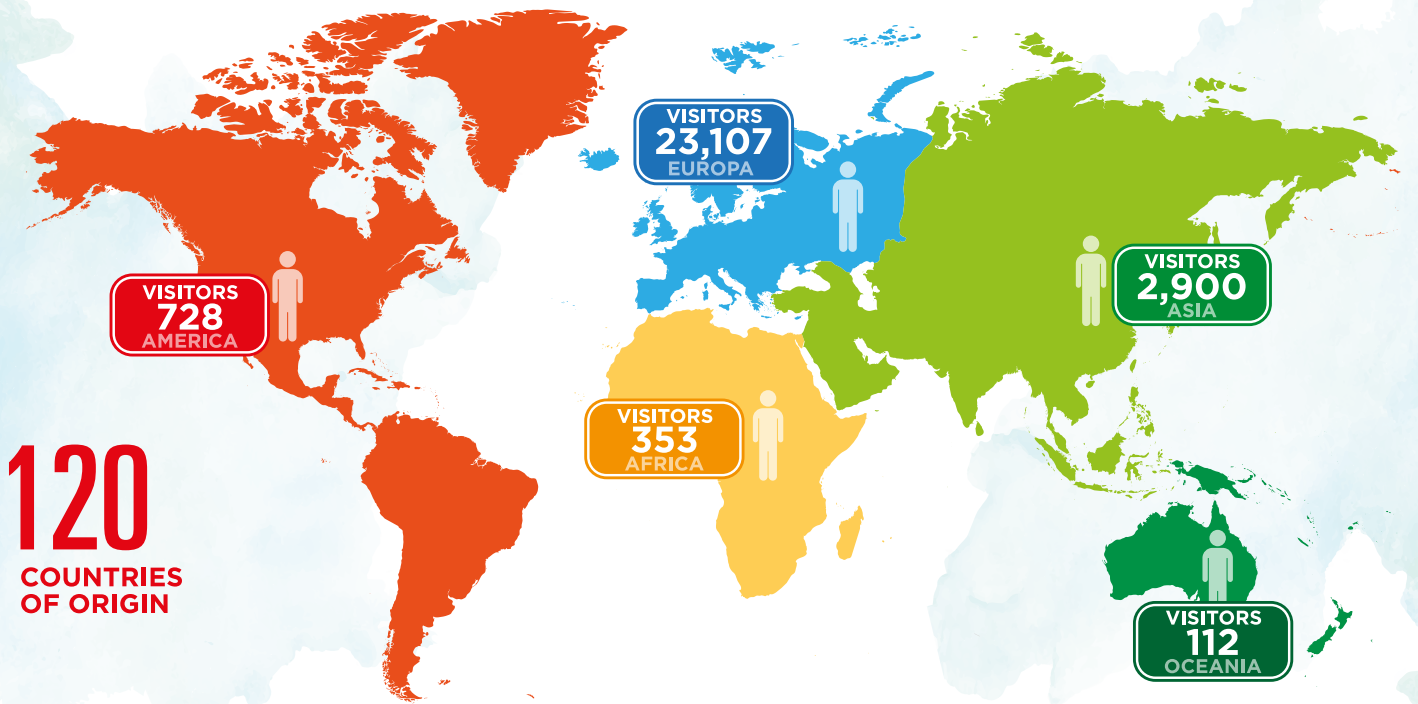 VISITORS
23,107
EUROPA
VISITORS
2,900
ASIA
VISITORS
728
AMERICA
VISITORS
353
AFRICA
120
COUNTRIES
OF ORIGIN
VISITORS
112
OCEANIA